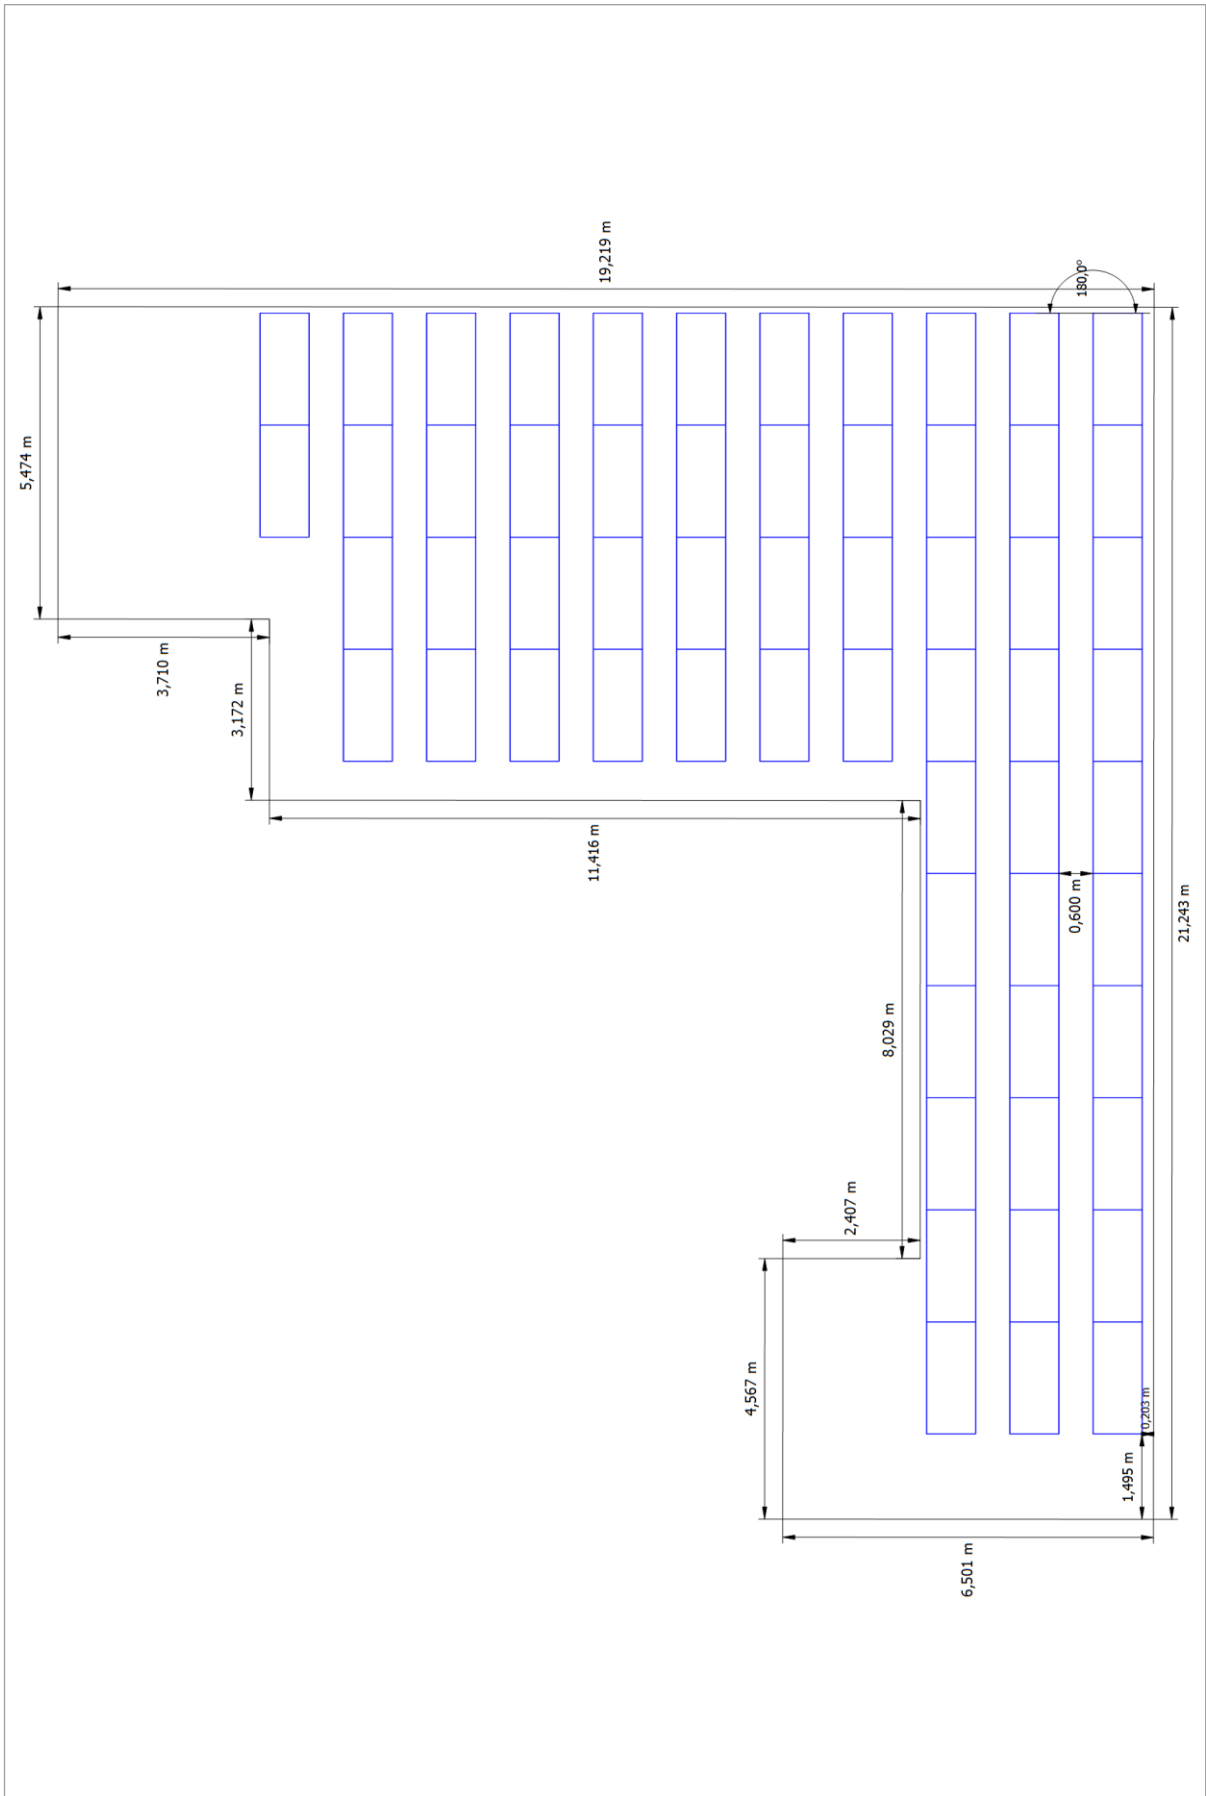 19,219 m
180,0°
5,474 m
3,710 m
3,172 m
11,416 m
0,600 m
21,243 m
8,029 m
2,407 m
4,567 m
0,203 m
1,495 m
6,501 m